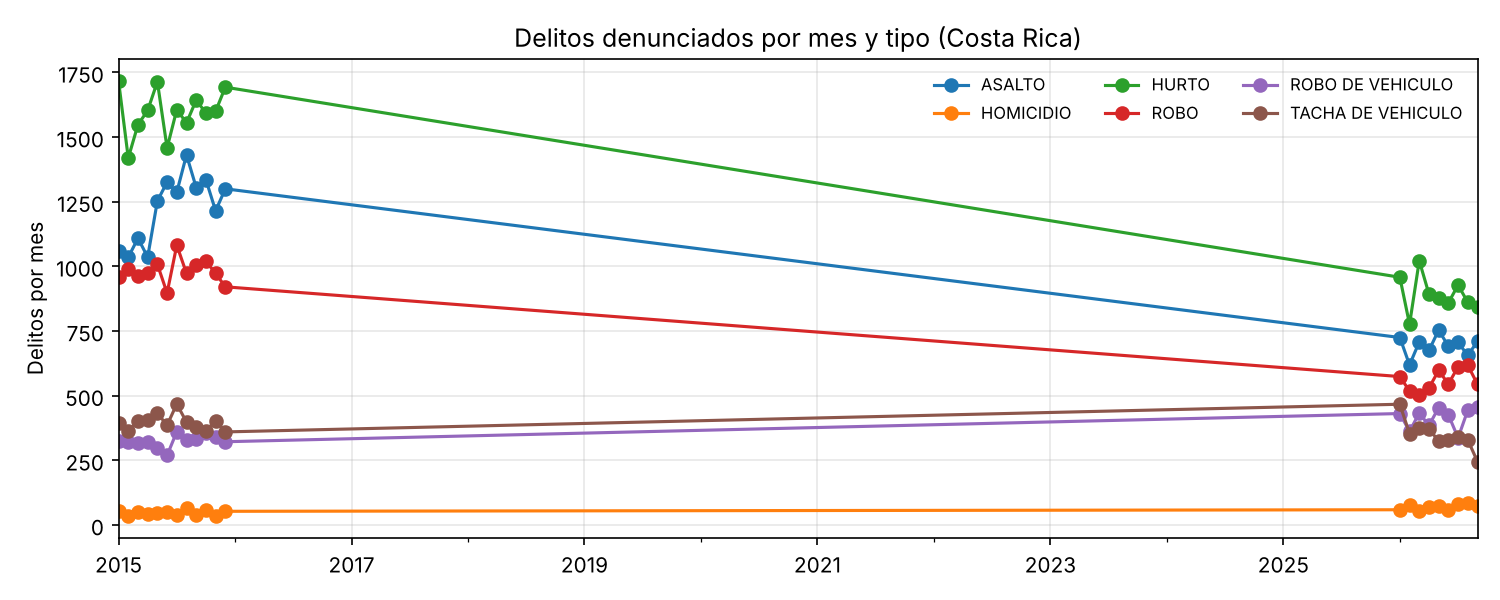 Delitos denunciados por mes y tipo (Costa Rica)
Delitos por mes
1750
1500
1250
1000
750
500
250
0
2015 2017 2019 2021 2023 2025
ASALTO HURTO ROBO DE VEHICULO
HOMICIDIO ROBO TACHA DE VEHICULO